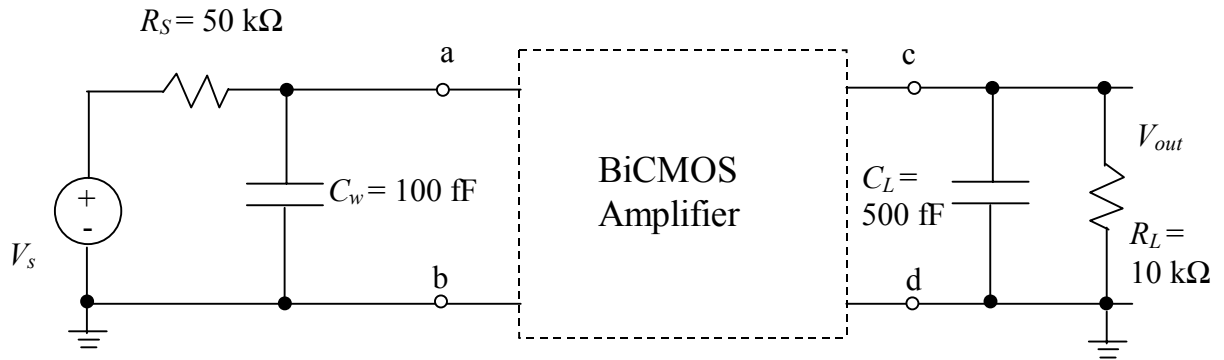 R_S = 50 kΩ
a
c
V_out
BiCMOS
Amplifier
C_w = 100 fF
C_L =
500 fF
+
-
V_s
R_L =
10 kΩ
b
d